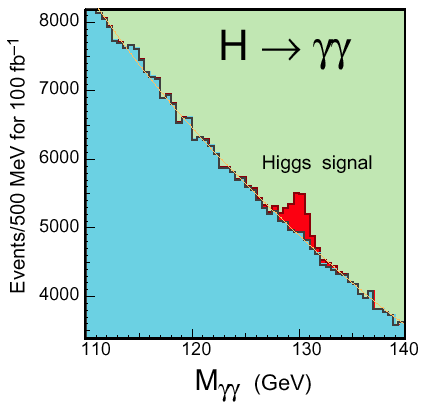 H → γγ
Higgs signal
Events/500 MeV for 100 fb⁻¹
8000
7000
6000
5000
4000
110 120 130 140
Mγγ (GeV)